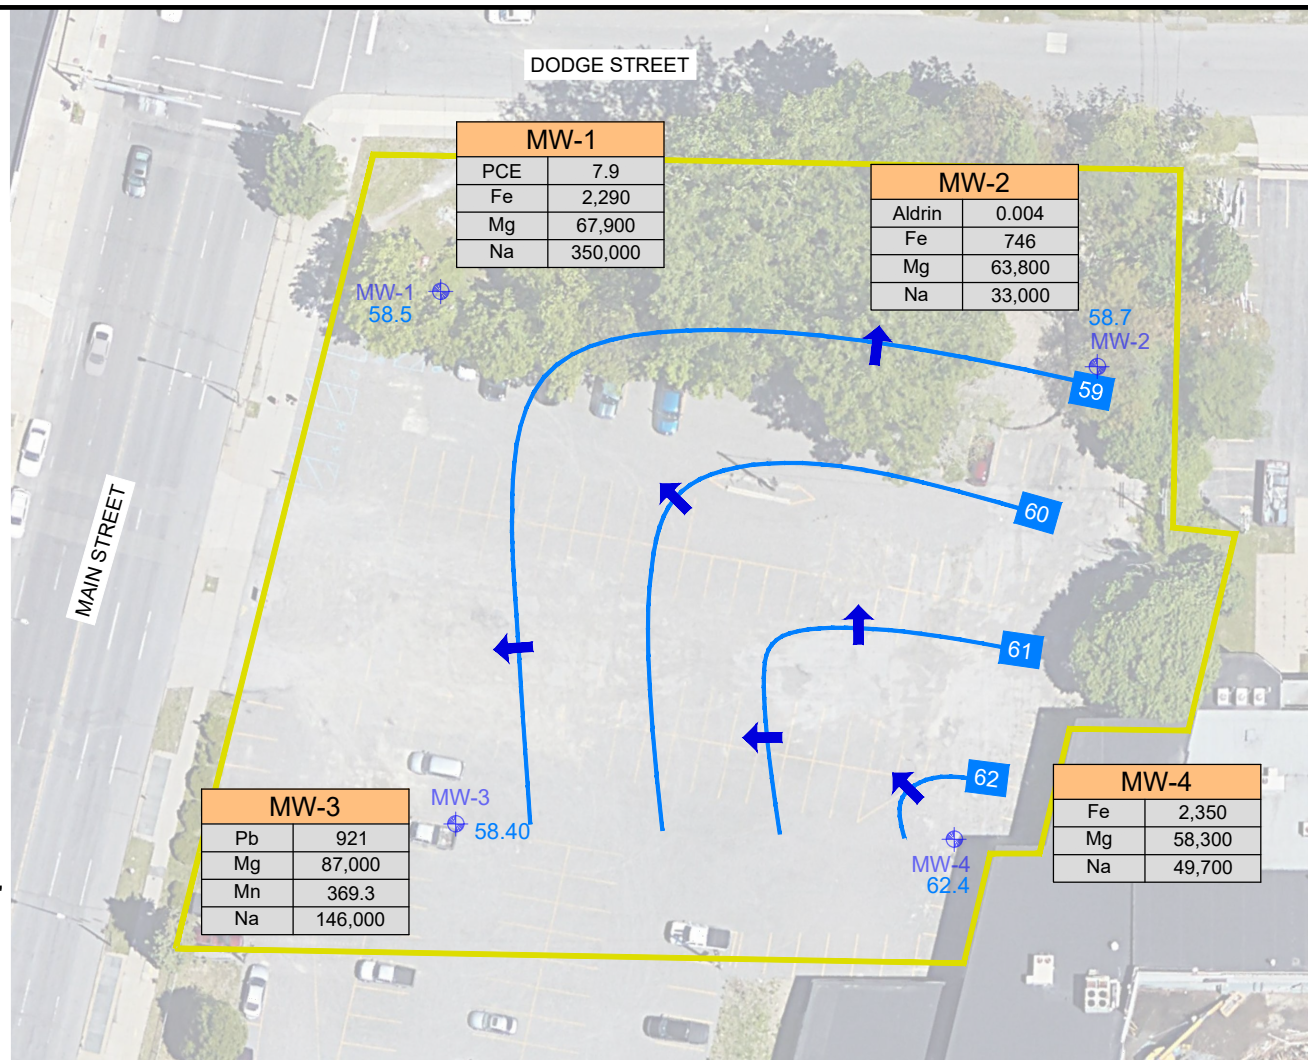 DODGE STREET
MW-1
PCE 7.9
Fe 2,290
Mg 67,900
Na 350,000
MW-2
Aldrin 0.004
Fe 746
Mg 63,800
Na 33,000
MW-1
58.5
58.7
MW-2
59
60
MAIN STREET
61
62
MW-3
58.40
MW-4
62.4
MW-3
Pb 921
Mg 87,000
Mn 369.3
Na 146,000
MW-4
Fe 2,350
Mg 58,300
Na 49,700